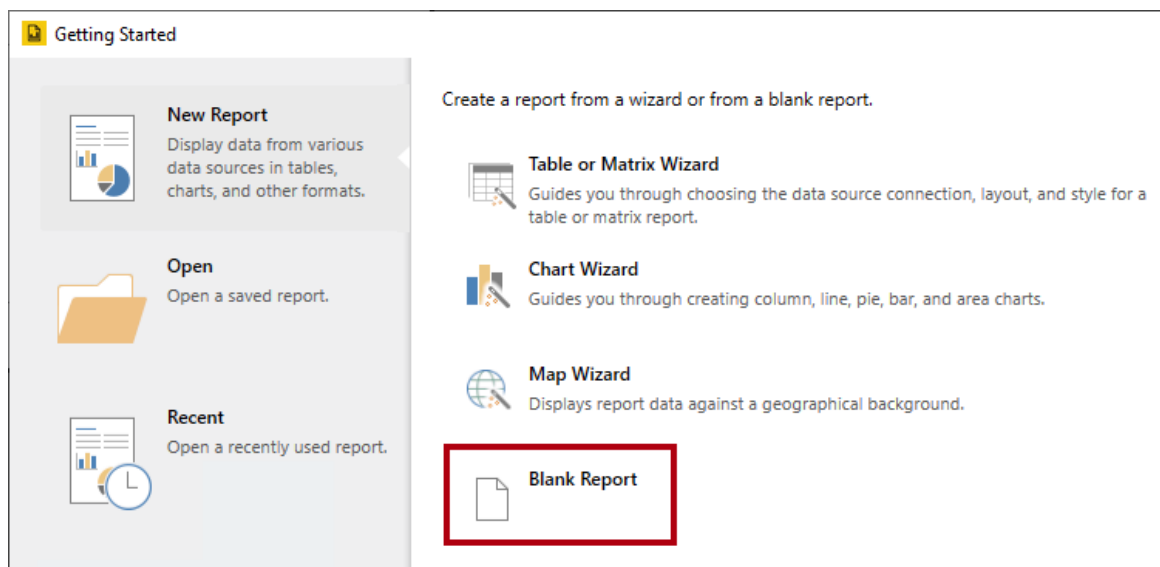 Getting Started
New Report
Display data from various
data sources in tables,
charts, and other formats.
Open
Open a saved report.
Recent
Open a recently used report.
Create a report from a wizard or from a blank report.
Table or Matrix Wizard
Guides you through choosing the data source connection, layout, and style for a
table or matrix report.
Chart Wizard
Guides you through creating column, line, pie, bar, and area charts.
Map Wizard
Displays report data against a geographical background.
Blank Report